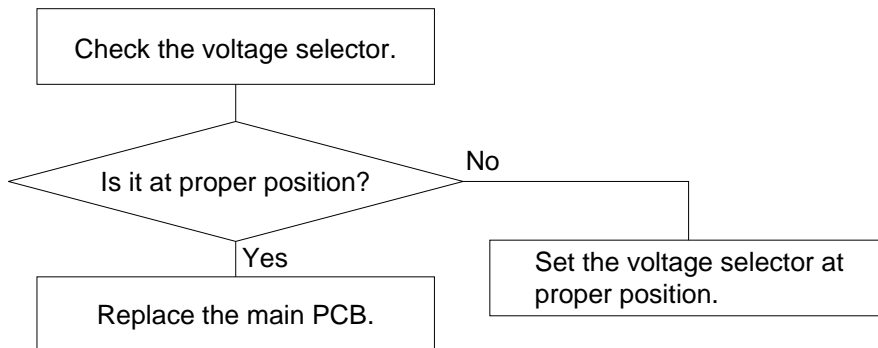 Check the voltage selector.
Is it at proper position?
No
Yes
Set the voltage selector at
proper position.
Replace the main PCB.